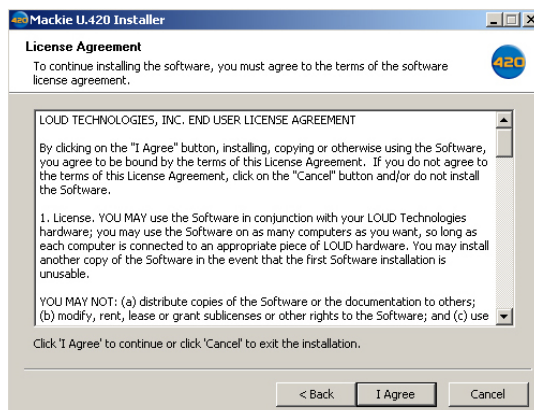 Mackie U.420 Installer
License Agreement
To continue installing the software, you must agree to the terms of the software
license agreement.
420
LOUD TECHNOLOGIES, INC. END USER LICENSE AGREEMENT
By clicking on the "I Agree" button, installing, copying or otherwise using the Software,
you agree to be bound by the terms of this License Agreement.  If you do not agree to
the terms of this License Agreement, click on the "Cancel" button and/or do not install
the Software.
1. License. YOU MAY use the Software in conjunction with your LOUD Technologies
hardware; you may use the Software on as many computers as you want, so long as
each computer is connected to an appropriate piece of LOUD hardware. You may install
another copy of the Software in the event that the first Software installation is
unusable.
YOU MAY NOT: (a) distribute copies of the Software or the documentation to others;
(b) modify, rent, lease or grant sublicenses or other rights to the Software; and (c) use
Click 'I Agree' to continue or click 'Cancel' to exit the installation.
< Back
I Agree
Cancel